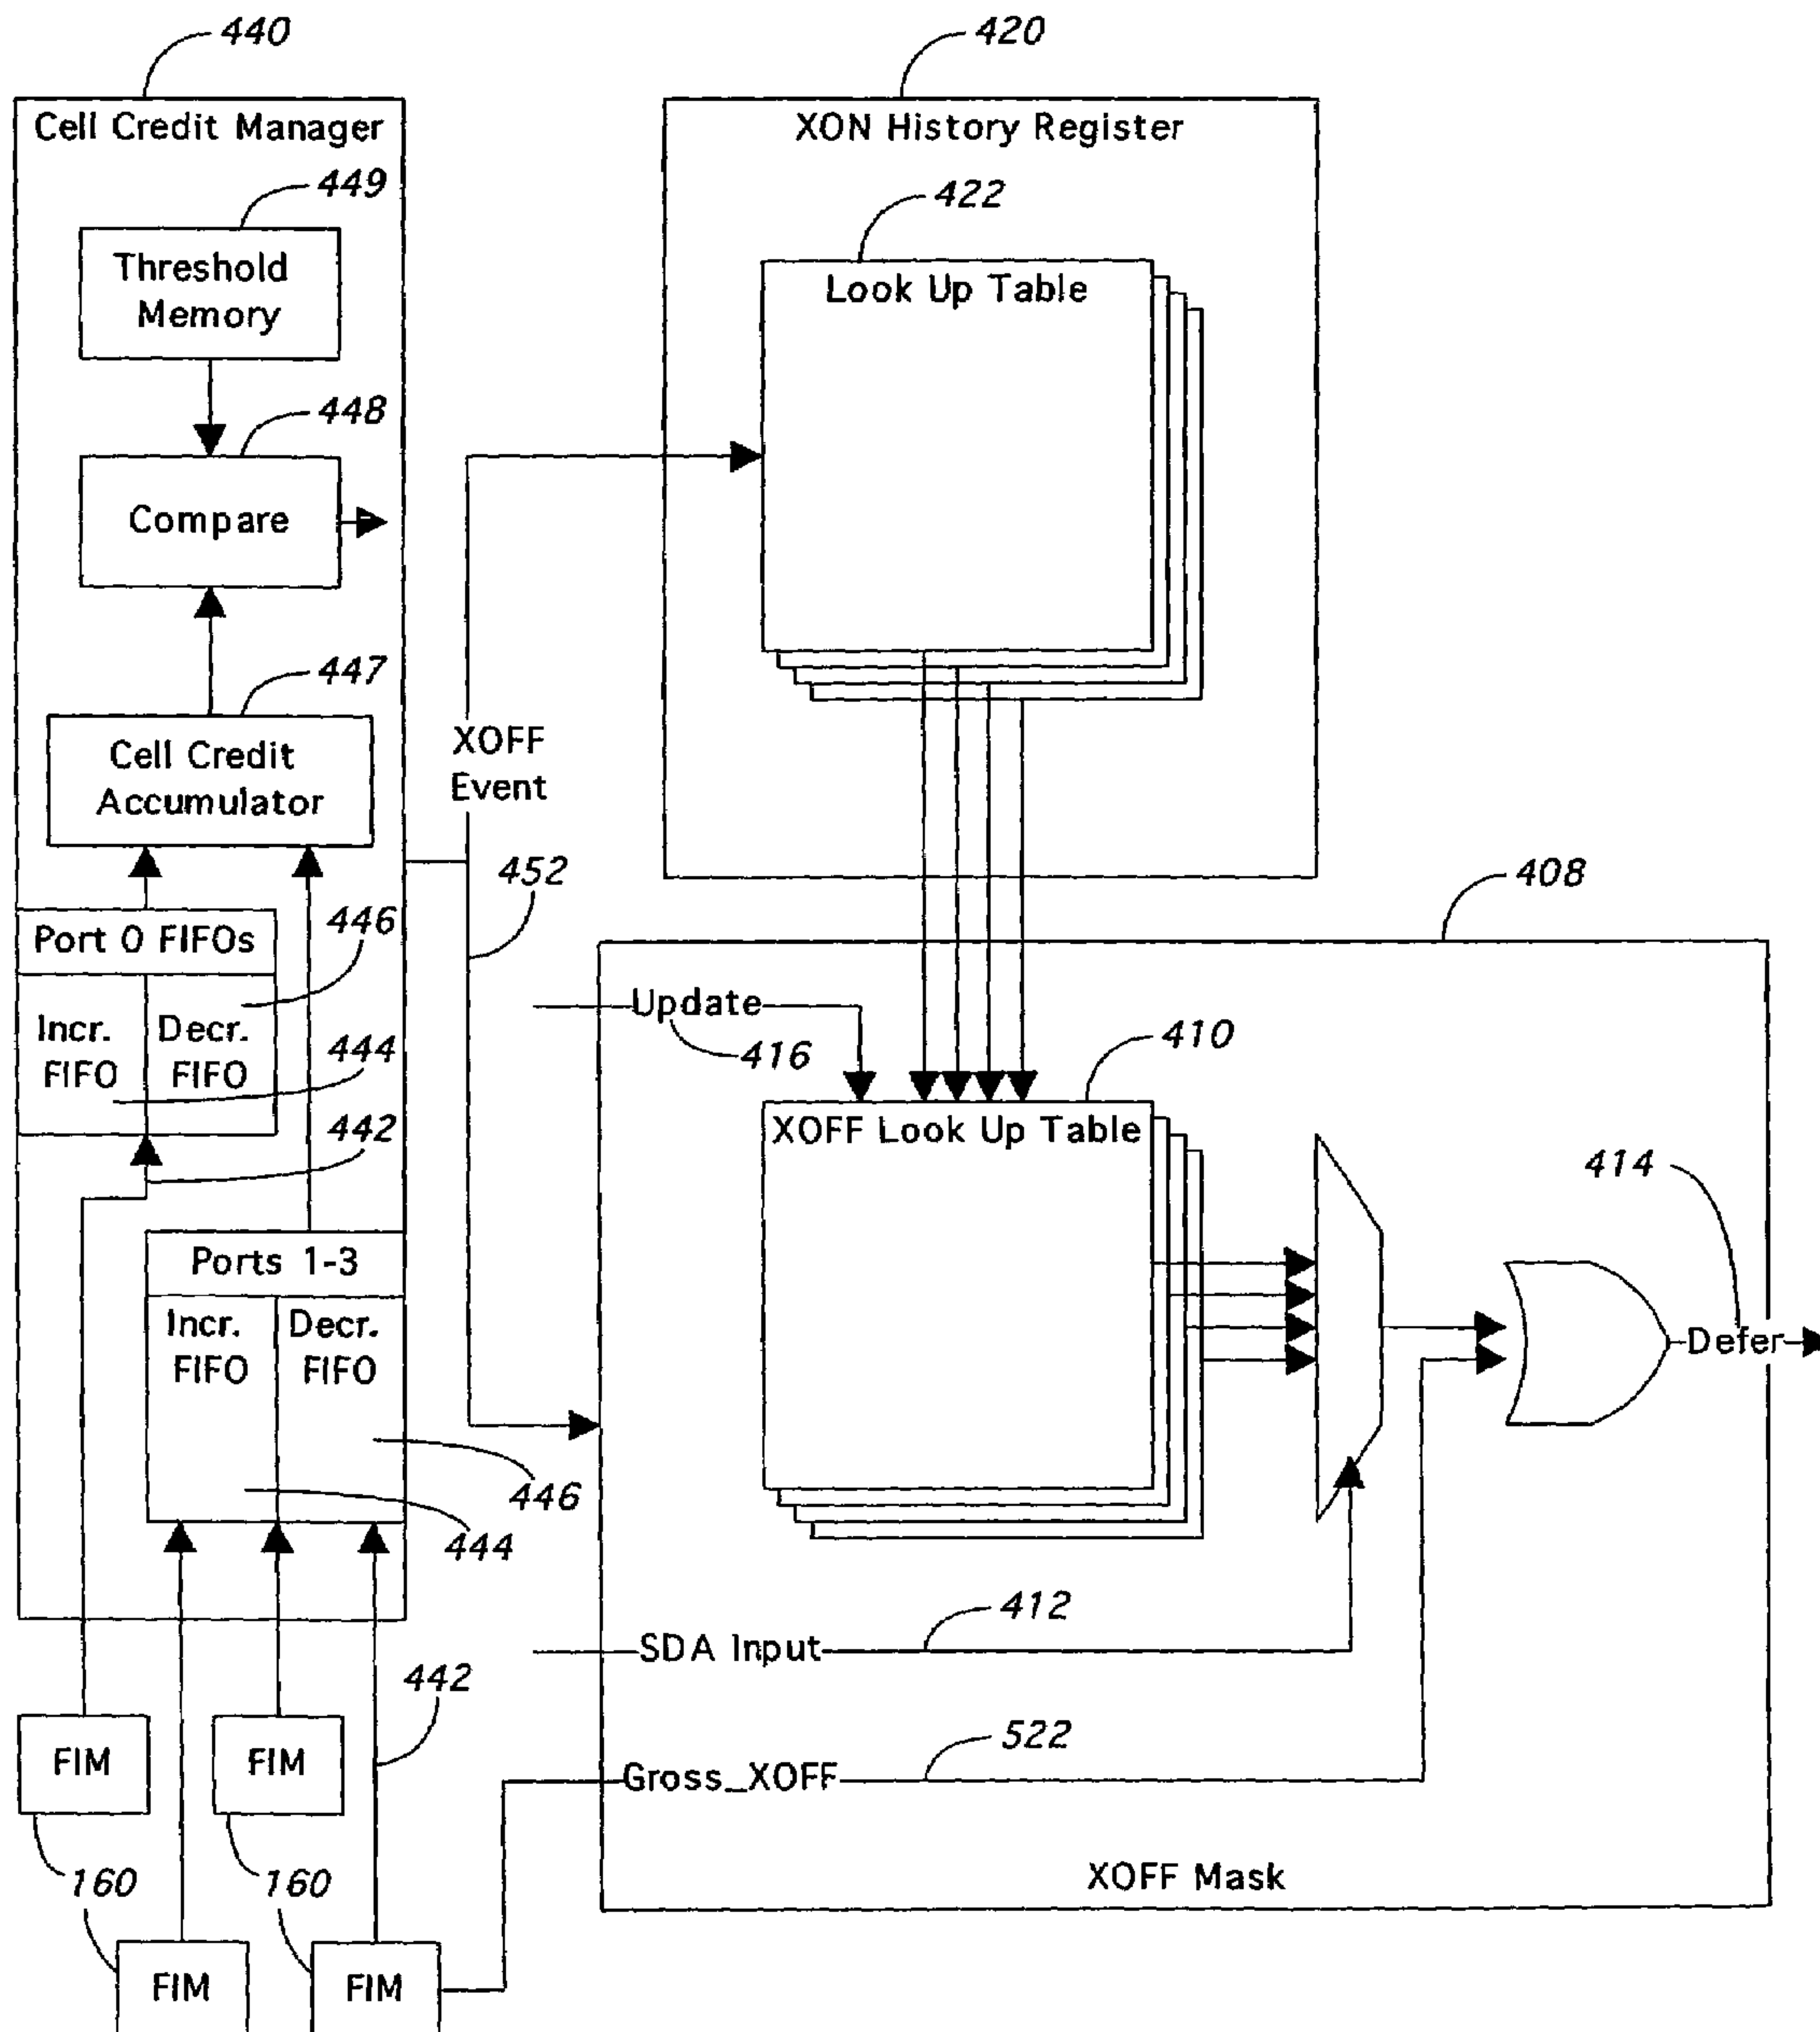 440
420
Cell Credit Manager
XON History Register
449
422
Threshold
Memory
Look Up Table
448
Compare
447
Cell Credit
Accumulator
XOFF
Event
452
408
Port 0 FIFOs
446
Incr.
FIFO
Decr.
FIFO
444
442
Update
416
410
XOFF Look Up Table
414
Ports 1-3
Incr.
FIFO
Decr.
FIFO
Defer
446
444
412
SDA Input
442
522
Gross_XOFF
FIM
FIM
160
160
XOFF Mask
FIM
FIM